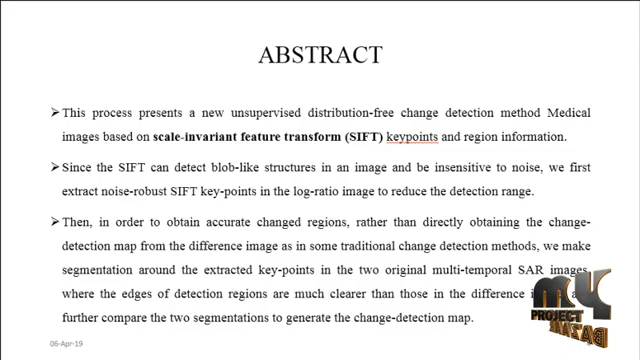 ABSTRACT
➢This process presents a new unsupervised distribution-free change detection method Medical
images based on scale-invariant feature transform (SIFT) keypoints and region information.
➢Since the SIFT can detect blob-like structures in an image and be insensitive to noise, we first
extract noise-robust SIFT key-points in the log-ratio image to reduce the detection range.
➢Then, in order to obtain accurate changed regions, rather than directly obtaining the change-
detection map from the difference image as in some traditional change detection methods, we make
segmentation around the extracted key-points in the two original multi-temporal SAR images,
where the edges of detection regions are much clearer than those in the difference
further compare the two segmentations to generate the change-detection map.
MY
PROJECT
BAZAAR
06-Apr-19